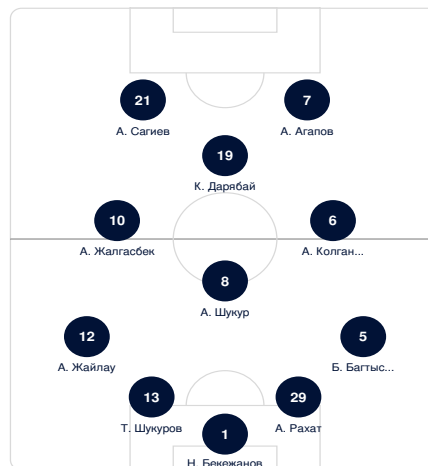 21
7
А. Сагиев
А. Агапов
19
К. Дарябай
10
6
А. Жалгасбек
А. Колган...
8
А. Шукур
12
5
А. Жайлау
Б. Багтыс...
13
29
Т. Шукуров
А. Рахат
1
Н. Бекежанов